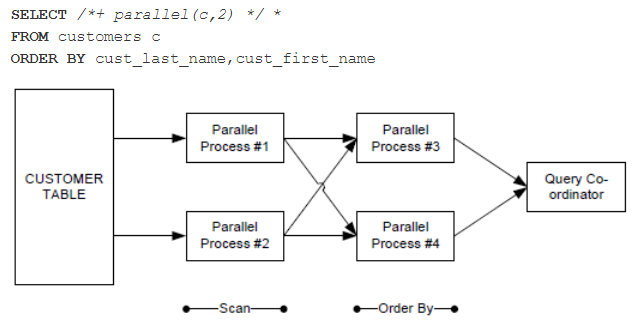 SELECT /*+ parallel(c,2) */ *
FROM customers c
ORDER BY cust_last_name,cust_first_name
CUSTOMER
TABLE
Parallel
Process #1
Parallel
Process #3
Query Co-
ordinator
Parallel
Process #2
Parallel
Process #4
Scan
Order By